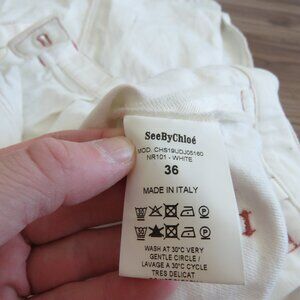 SeeByChloé
MOD. CHS19UDJ05160
NR101 - WHITE
36
MADE IN ITALY
WASH AT 30°C VERY
GENTLE CIRCLE /
LAVAGE A 30°C CYCLE
TRES DELICAT